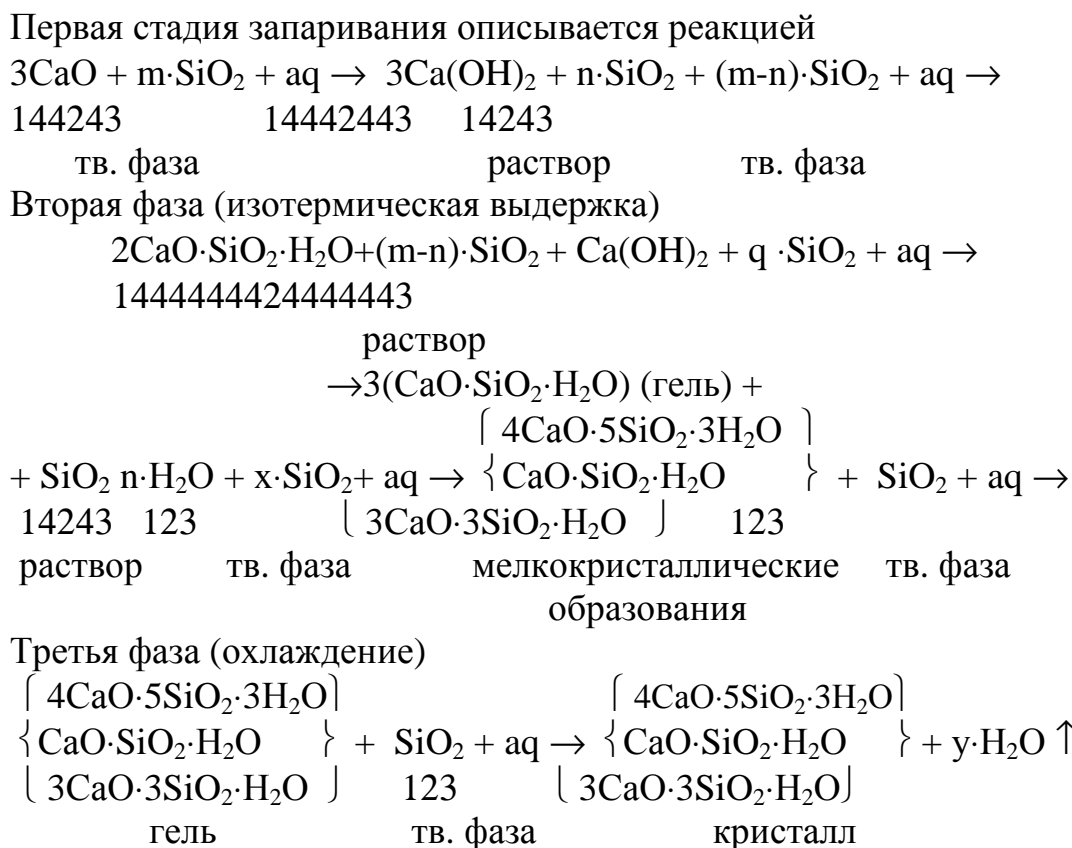 Первая стадия запаривания описывается реакцией
3CaO + m·SiO₂ + aq → 3Ca(OH)₂ + n·SiO₂ + (m-n)·SiO₂ + aq →
144243 14442443 14243
тв. фаза раствор тв. фаза
Вторая фаза (изотермическая выдержка)
2CaO·SiO₂·H₂O+(m-n)·SiO₂ + Ca(OH)₂ + q ·SiO₂ + aq →
1444444424444443
раствор
→3(CaO·SiO₂·H₂O) (гель) +
⎧ 4CaO·5SiO₂·3H₂O ⎫
+ SiO₂ n·H₂O + x·SiO₂+ aq → ⎨CaO·SiO₂·H₂O ⎬ + SiO₂ + aq →
14243 123 ⎩ 3CaO·3SiO₂·H₂O ⎭ 123
раствор тв. фаза мелкокристаллические тв. фаза
образования
Третья фаза (охлаждение)
⎧ 4CaO·5SiO₂·3H₂O⎫ ⎧ 4CaO·5SiO₂·3H₂O⎫
⎨CaO·SiO₂·H₂O ⎬ + SiO₂ + aq → ⎨CaO·SiO₂·H₂O ⎬ + y·H₂O ↑
⎩ 3CaO·3SiO₂·H₂O ⎭ 123 ⎩ 3CaO·3SiO₂·H₂O⎭
гель тв. фаза кристалл